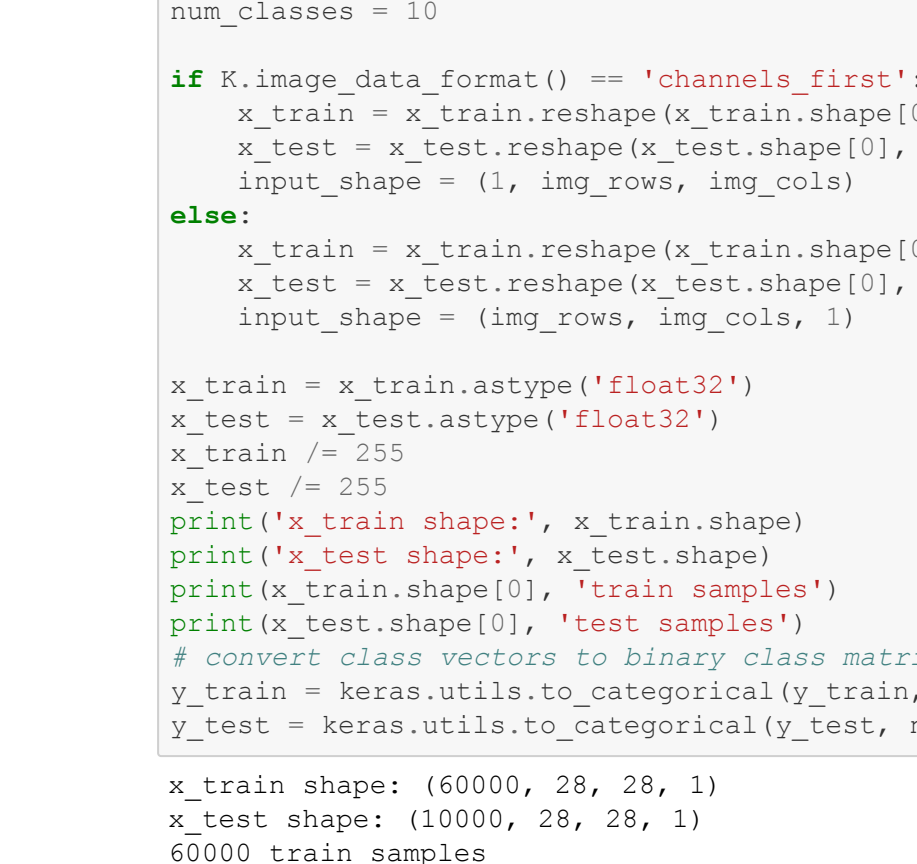 num_classes = 10
if K.image_data_format() == 'channels_first':
    x_train = x_train.reshape(x_train.shape[0
    x_test = x_test.reshape(x_test.shape[0],
    input_shape = (1, img_rows, img_cols)
else:
    x_train = x_train.reshape(x_train.shape[0
    x_test = x_test.reshape(x_test.shape[0],
    input_shape = (img_rows, img_cols, 1)
x_train = x_train.astype('float32')
x_test = x_test.astype('float32')
x_train /= 255
x_test /= 255
print('x_train shape:', x_train.shape)
print('x_test shape:', x_test.shape)
print(x_train.shape[0], 'train samples')
print(x_test.shape[0], 'test samples')
# convert class vectors to binary class matri
y_train = keras.utils.to_categorical(y_train,
y_test = keras.utils.to_categorical(y_test,
x_train shape: (60000, 28, 28, 1)
x_test shape: (10000, 28, 28, 1)
60000 train samples